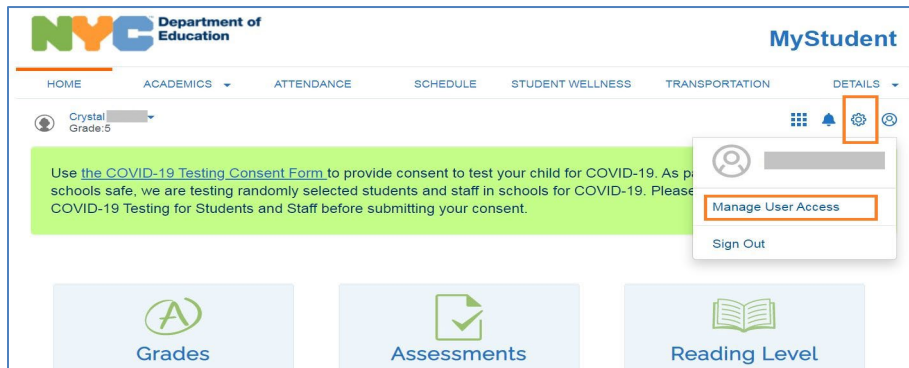 NYC Department of
Education
MyStudent
HOME ACADEMICS ATTENDANCE SCHEDULE STUDENT WELLNESS TRANSPORTATION DETAILS
Crystal
Grade:5
Use the COVID-19 Testing Consent Form to provide consent to test your child for COVID-19. As pa
schools safe, we are testing randomly selected students and staff in schools for COVID-19. Please
COVID-19 Testing for Students and Staff before submitting your consent.
Manage User Access
Sign Out
A
Grades Assessments Reading Level